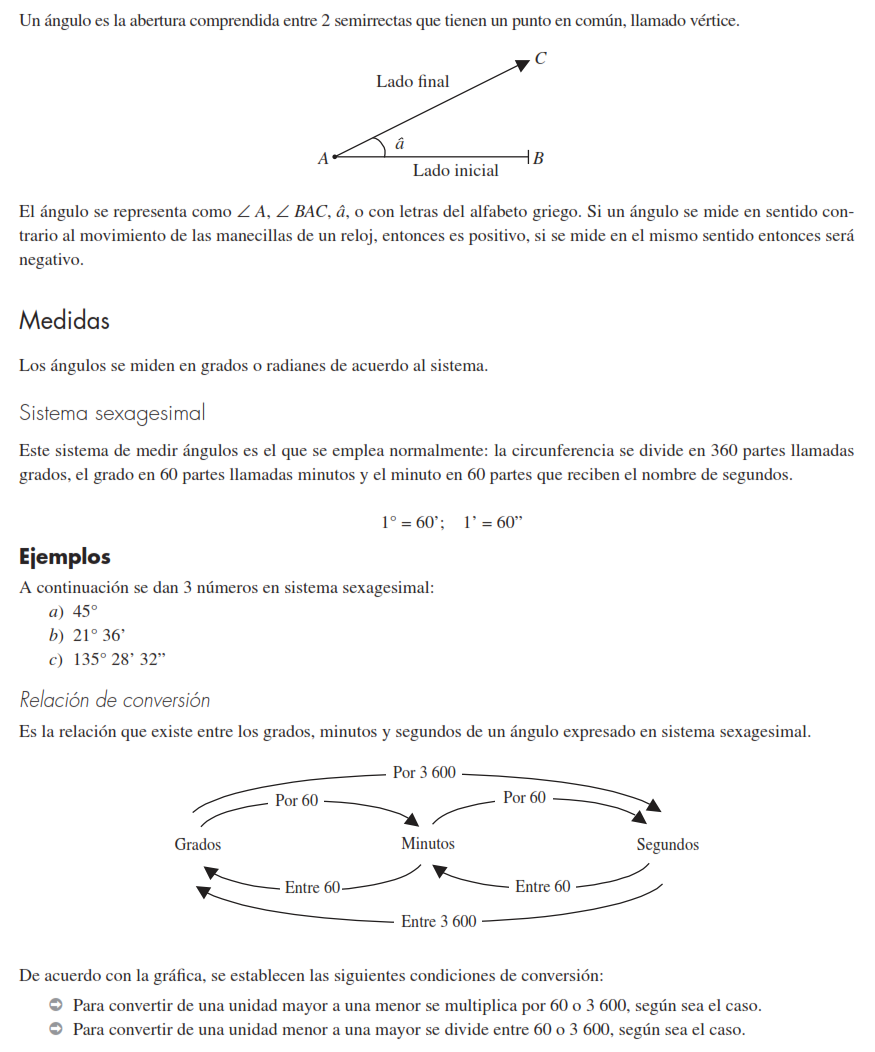 Un ángulo es la abertura comprendida entre 2 semirrectas que tienen un punto en común, llamado vértice.
C
Lado final
â
A
B
Lado inicial
El ángulo se representa como ∠ A, ∠ BAC, â, o con letras del alfabeto griego. Si un ángulo se mide en sentido con-
trario al movimiento de las manecillas de un reloj, entonces es positivo, si se mide en el mismo sentido entonces será
negativo.
Medidas
Los ángulos se miden en grados o radianes de acuerdo al sistema.
Sistema sexagesimal
Este sistema de medir ángulos es el que se emplea normalmente: la circunferencia se divide en 360 partes llamadas
grados, el grado en 60 partes llamadas minutos y el minuto en 60 partes que reciben el nombre de segundos.
1° = 60’; 1’ = 60”
Ejemplos
A continuación se dan 3 números en sistema sexagesimal:
a) 45°
b) 21° 36’
c) 135° 28’ 32”
Relación de conversión
Es la relación que existe entre los grados, minutos y segundos de un ángulo expresado en sistema sexagesimal.
Por 3 600
Por 60
Por 60
Grados
Minutos
Segundos
Entre 60
Entre 60
Entre 3 600
De acuerdo con la gráfica, se establecen las siguientes condiciones de conversión:
Para convertir de una unidad mayor a una menor se multiplica por 60 o 3 600, según sea el caso.
Para convertir de una unidad menor a una mayor se divide entre 60 o 3 600, según sea el caso.